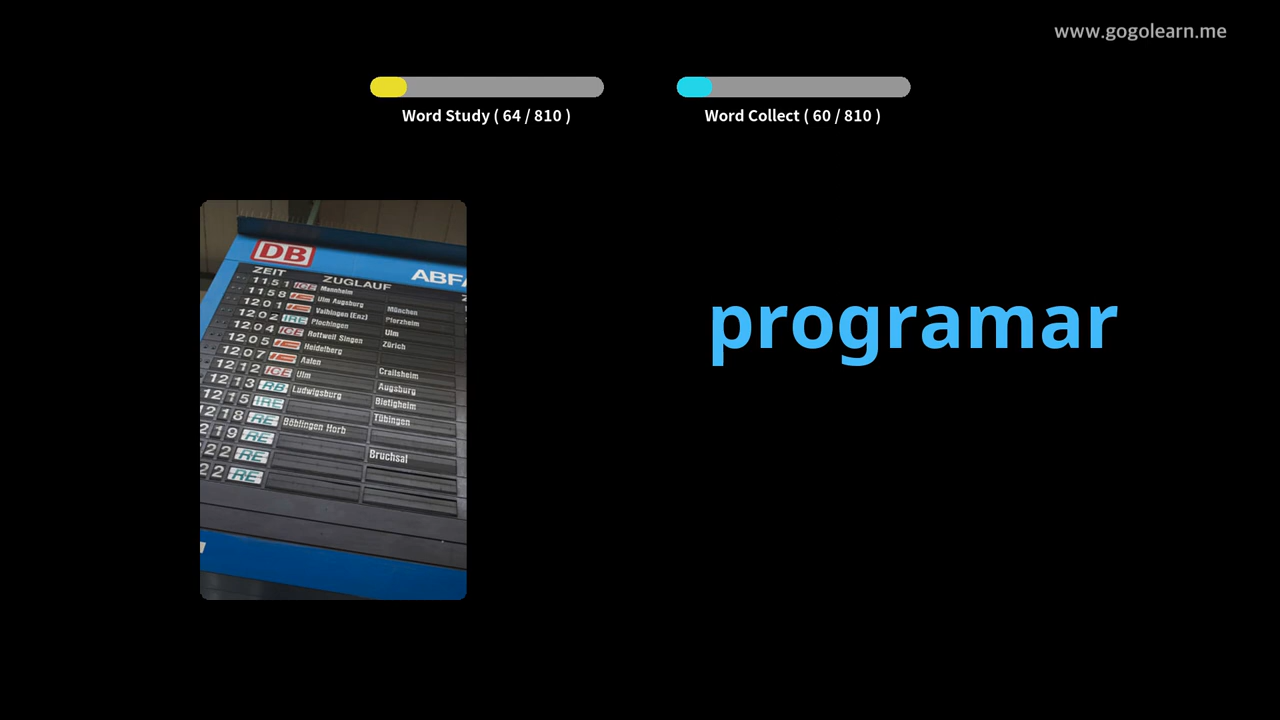 www.gogolearn.me
Word Study ( 64 / 810 )
Word Collect ( 60 / 810 )
programar
DB
ZEIT ZUGLAUF
1151 ICE Mannheim
1158 Ulm Augsburg München
1201 Vaihingen (Enz) Pforzheim
1202 IRE Plochingen Ulm
1204 ICE Rottweil Singen Zürich
1205 Heidelberg
1207 Aalen Crailsheim
1212 ICE Ulm Augsburg
1213 RB Ludwigsburg Bietigheim
1215 IRE Tübingen
1218 RE Böblingen Horb
219 RE
22 RE Bruchsal
22 RE